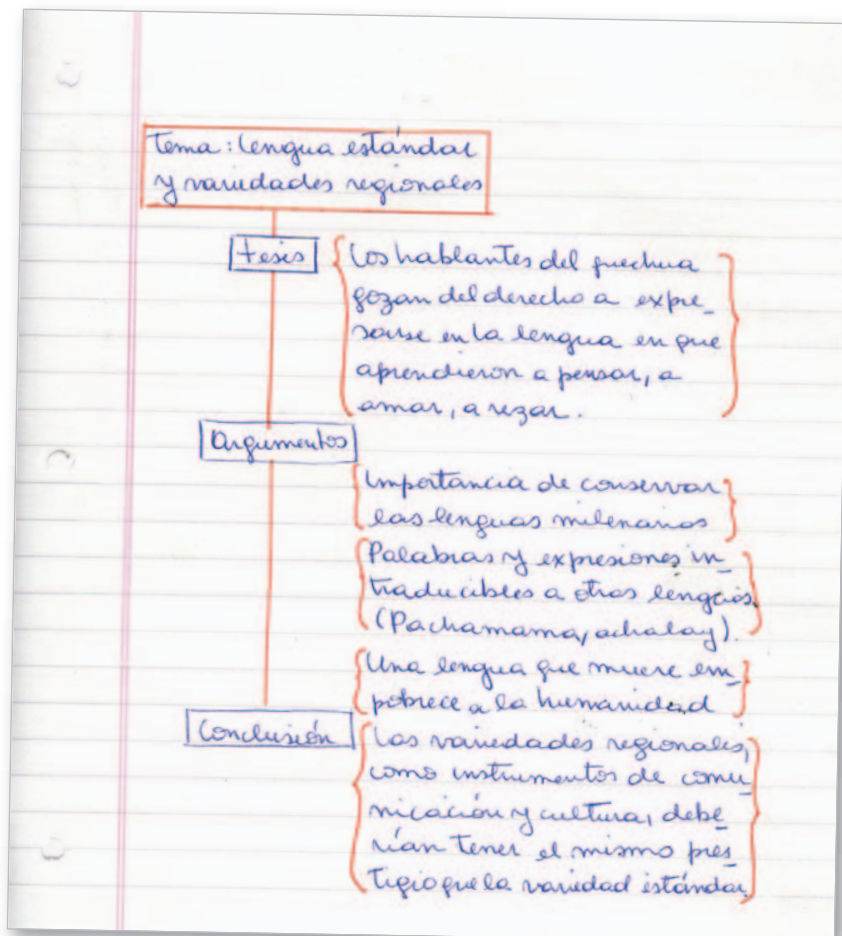 Tema: lengua estándar
y variedades regionales
tesis
Los hablantes del quechua
gozan del derecho a expre_
sarse en la lengua en que
aprendieron a pensar, a
amar, a rezar.
Argumentos
Importancia de conservar
las lenguas milenarias
Palabras y expresiones in_
traducibles a otras lenguas.
(Pachamama, achalay).
Una lengua que muere em_
pobrece a la humanidad
Conclusión
Las variedades regionales,
como instrumentos de comu_
nicación y cultura, debe_
rían tener el mismo pres_
tigio que la variedad estándar.